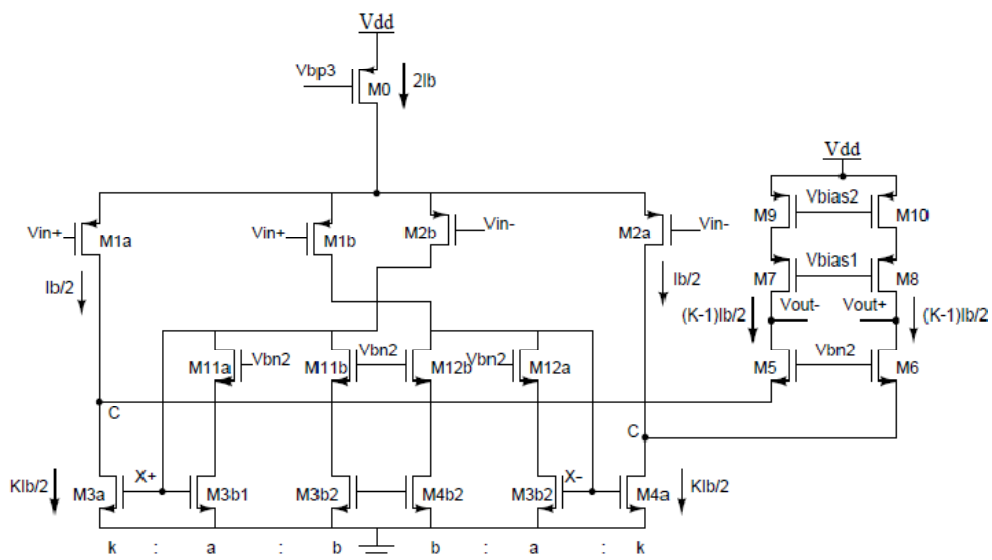 Vdd
Vbp3
M0
2Ib
Vdd
Vbias2
M9
M10
Vin+
M1a
Vin+
M1b
M2b
Vin-
M2a
Vin-
Vbias1
M7
M8
Ib/2
Ib/2
(K-1)Ib/2
Vout-
Vout+
(K-1)Ib/2
M11a
Vbn2
M11b
Vbn2
M12b
Vbn2
M12a
M5
Vbn2
M6
C
C
KIb/2
M3a
X+
M3b1
M3b2
M4b2
M3b2
X-
M4a
KIb/2
k : a : b b : a : k